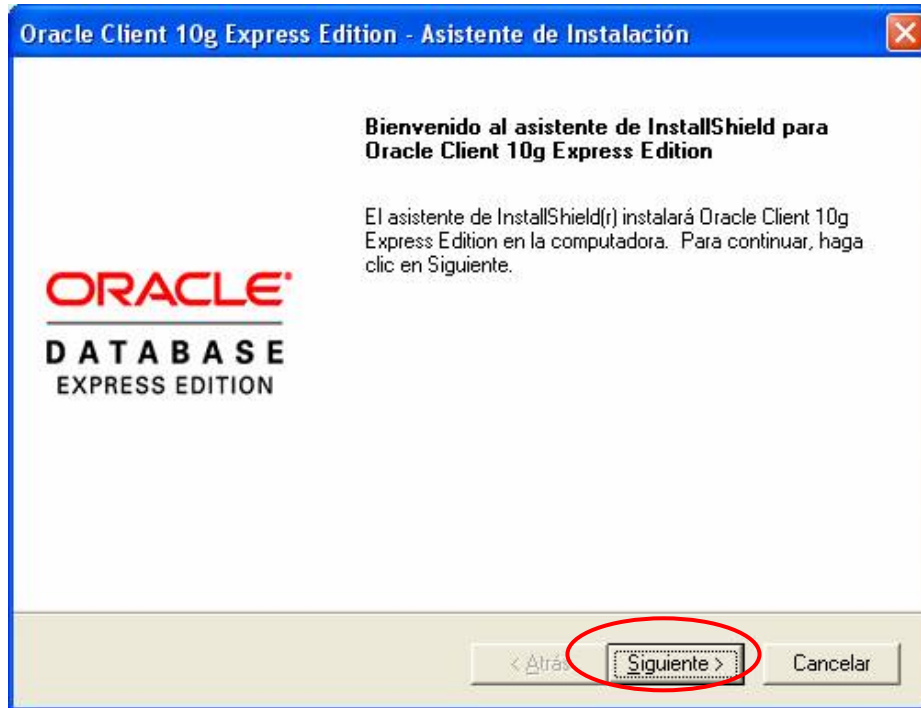 Oracle Client 10g Express Edition - Asistente de Instalación
Bienvenido al asistente de InstallShield para
Oracle Client 10g Express Edition
El asistente de InstallShield(r) instalará Oracle Client 10g
Express Edition en la computadora. Para continuar, haga
clic en Siguiente.
ORACLE
DATABASE
EXPRESS EDITION
< Atrás
Siguiente >
Cancelar